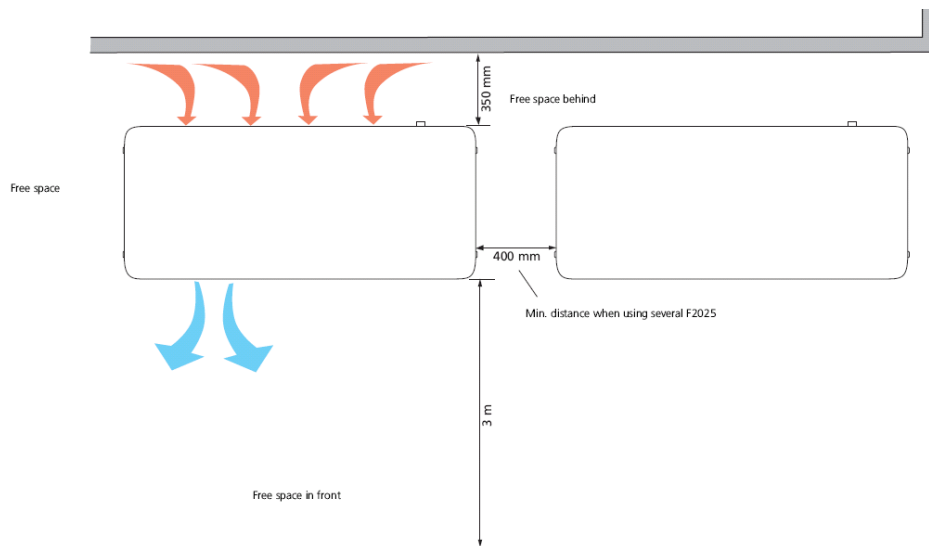 350 mm
Free space behind
Free space
400 mm
Min. distance when using several F2025
3 m
Free space in front